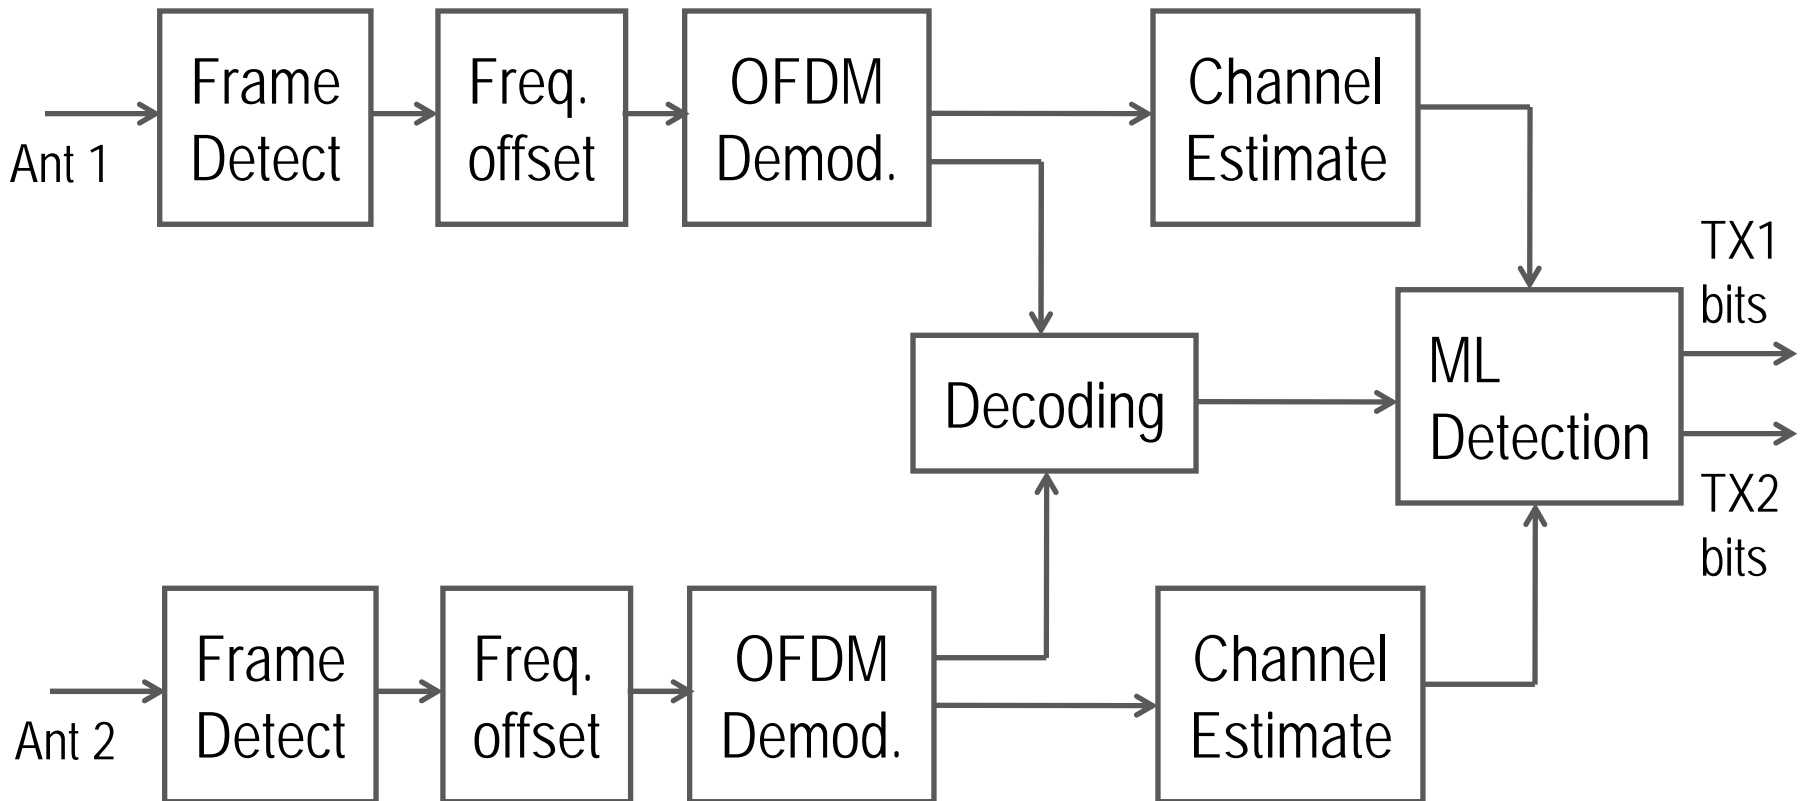 Ant 1
Frame
Detect
Freq.
offset
OFDM
Demod.
Channel
Estimate
Decoding
ML
Detection
TX1
bits
TX2
bits
Ant 2
Frame
Detect
Freq.
offset
OFDM
Demod.
Channel
Estimate